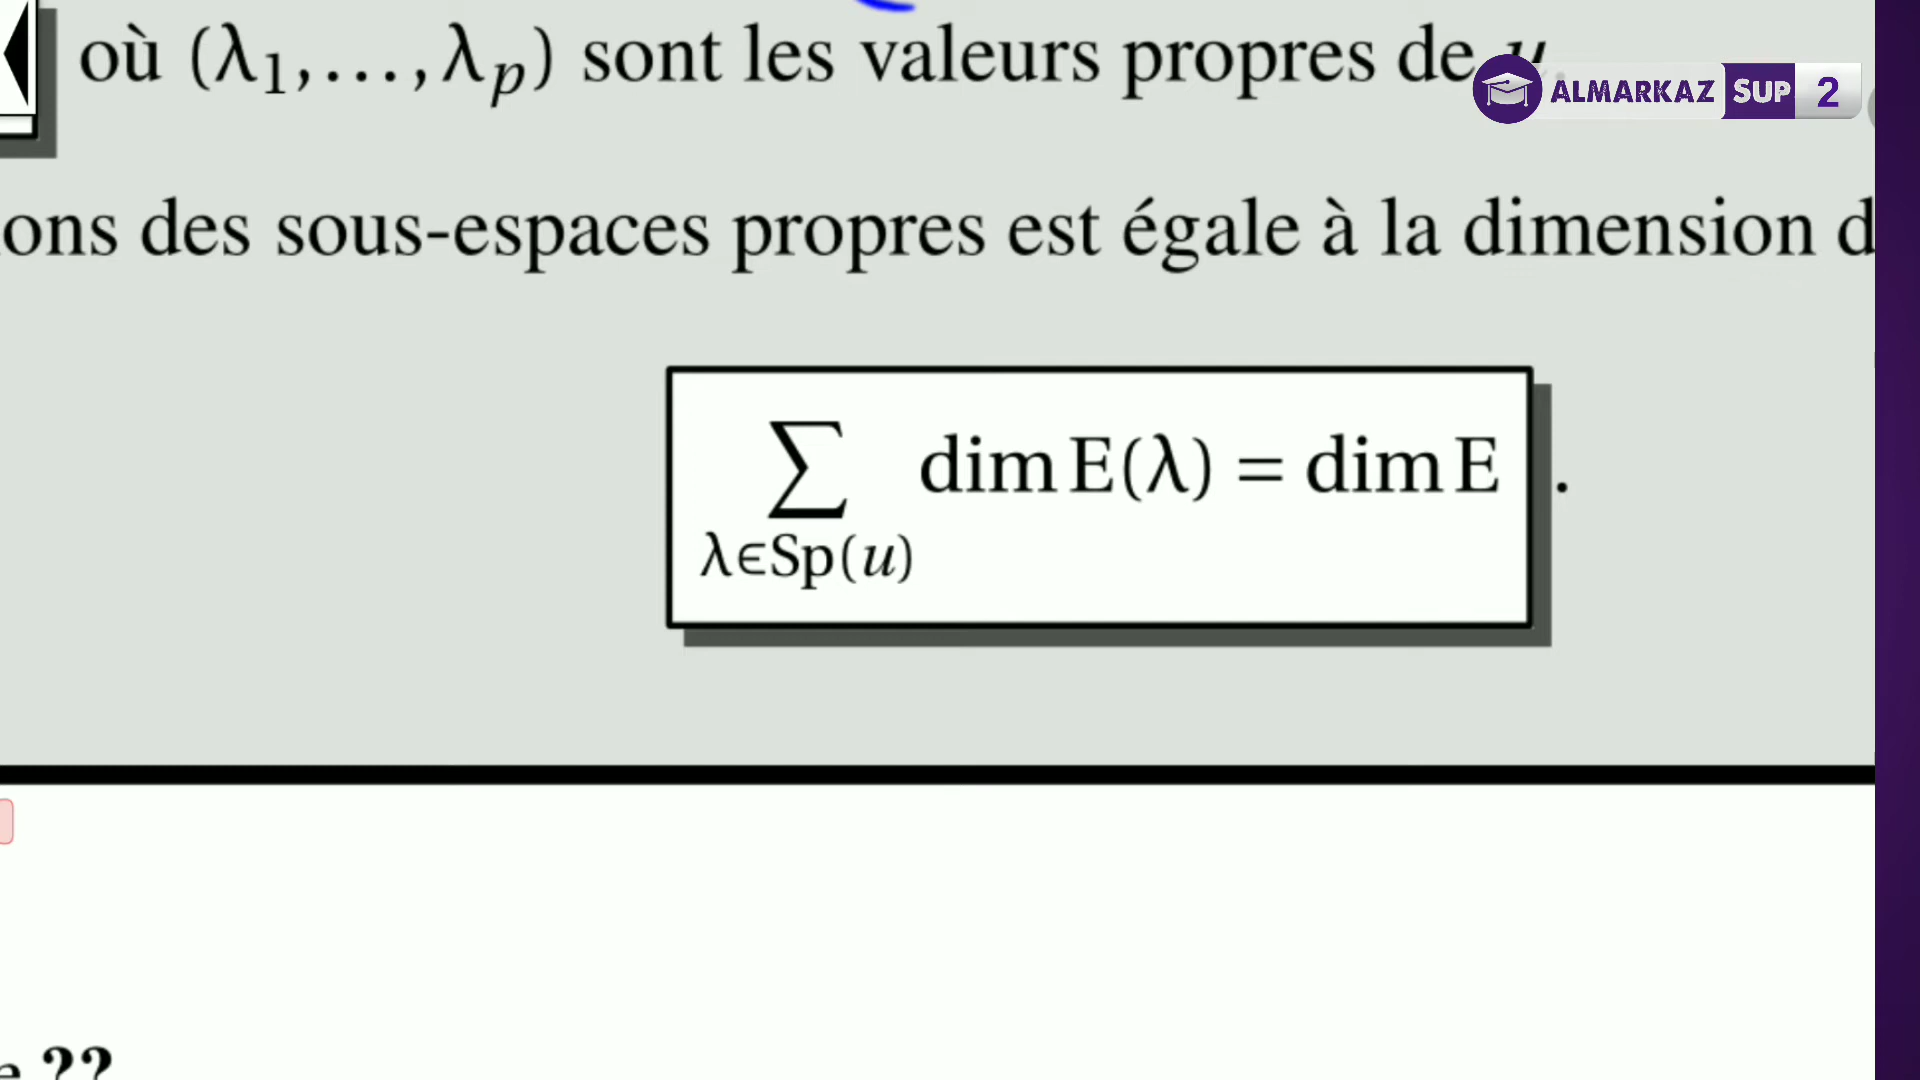 où (λ₁,…,λₚ) sont les valeurs propres de u.
ALMARKAZ SUP 2
des sous-espaces propres est égale à la dimension
∑ dim E(λ) = dim E .
λ∈Sp(u)
??